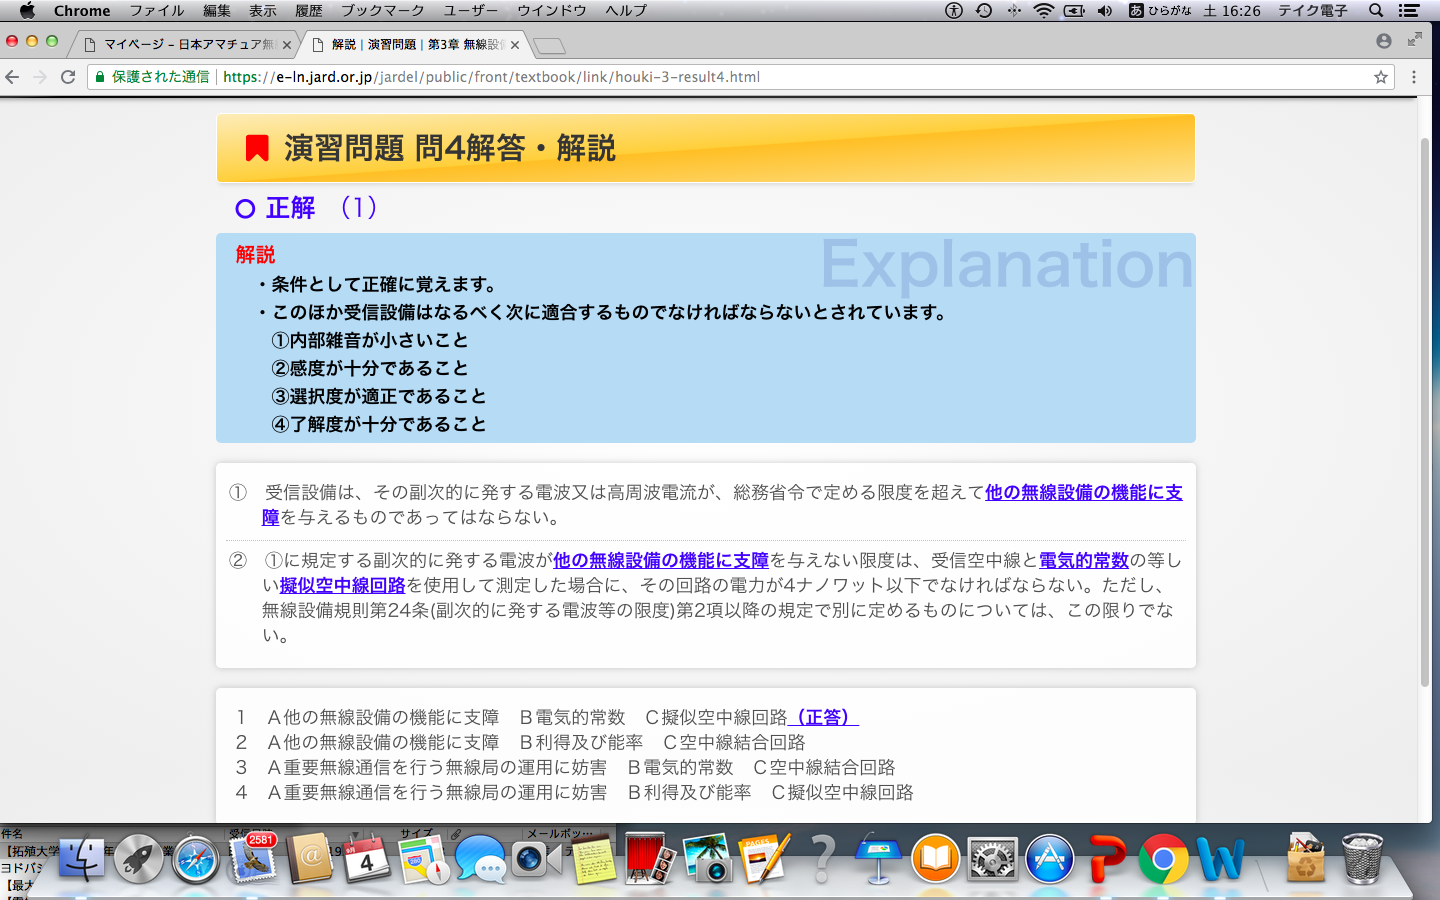 Chrome ファイル 編集 表示 履歴 ブックマーク ユーザー ウインドウ ヘルプ あ ひらがな 土 16:26 テイク電子
マイページ – 日本アマチュア無 解説 | 演習問題 | 第3章 無線設
保護された通信 https://e-ln.jard.or.jp/jardel/public/front/textbook/link/houki-3-result4.html
演習問題 問4解答・解説
正解 （1）
Explanation
解説
・条件として正確に覚えます。
・このほか受信設備はなるべく次に適合するものでなければならないとされています。
①内部雑音が小さいこと
②感度が十分であること
③選択度が適正であること
④了解度が十分であること
① 受信設備は、その副次的に発する電波又は高周波電流が、総務省令で定める限度を超えて他の無線設備の機能に支
障を与えるものであってはならない。
② ①に規定する副次的に発する電波が他の無線設備の機能に支障を与えない限度は、受信空中線と電気的常数の等し
い擬似空中線回路を使用して測定した場合に、その回路の電力が4ナノワット以下でなければならない。ただし、
無線設備規則第24条(副次的に発する電波等の限度)第2項以降の規定で別に定めるものについては、この限りでな
い。
1 A他の無線設備の機能に支障 B電気的常数 C擬似空中線回路（正答）
2 A他の無線設備の機能に支障 B利得及び能率 C空中線結合回路
3 A重要無線通信を行う無線局の運用に妨害 B電気的常数 C空中線結合回路
4 A重要無線通信を行う無線局の運用に妨害 B利得及び能率 C擬似空中線回路
件名 サイズ メールボッ…
【拓殖大学
ヨドバシ
【最大
2581
4
280
PAGES